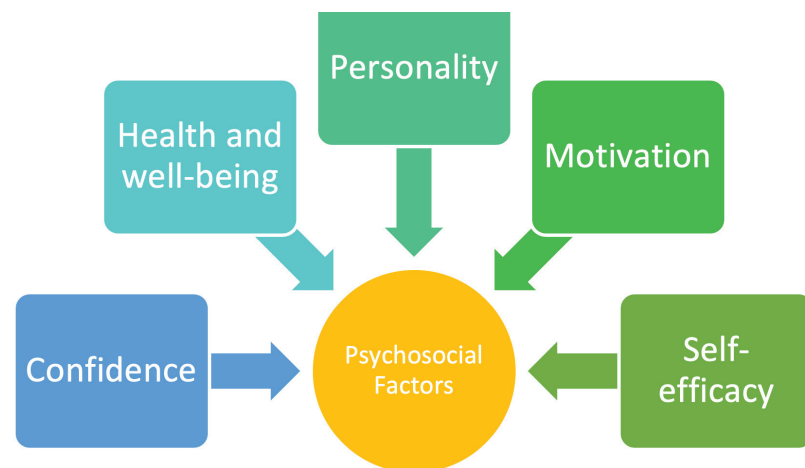 Personality
Health and
well-being
Motivation
Confidence
Psychosocial
Factors
Self-
efficacy